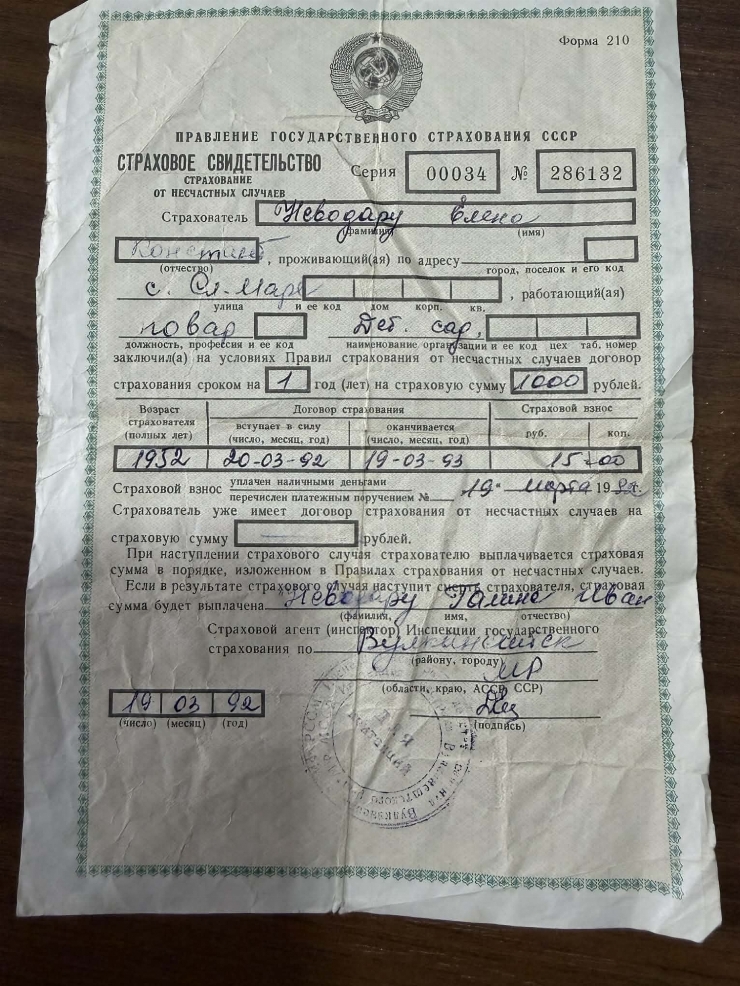 Форма 210
ПРАВЛЕНИЕ ГОСУДАРСТВЕННОГО СТРАХОВАНИЯ СССР
СТРАХОВОЕ СВИДЕТЕЛЬСТВО
СТРАХОВАНИЕ
ОТ НЕСЧАСТНЫХ СЛУЧАЕВ
Серия 00034 № 286132
Страхователь Неводару Елена
(фамилия) (имя)
Констант , проживающий(ая) по адресу
(отчество) город, поселок и его код
с. Сл. Маре , работающий(ая)
улица и ее код дом корп. кв.
повар Дет. сад,
должность, профессия и ее код наименование организации и ее код цех таб. номер
заключил(а) на условиях Правил страхования от несчастных случаев договор
страхования сроком на 1 год (лет) на страховую сумму 1000 рублей.
Возраст страхователя (полных лет) Договор страхования Страховой взнос
вступает в силу (число, месяц, год) оканчивается (число, месяц, год) руб. коп.
1952 20-03-92 19-03-93 15-00
Страховой взнос уплачен наличными деньгами
перечислен платежным поручением № 19 марта 1992.
Страхователь уже имеет договор страхования от несчастных случаев на
страховую сумму рублей.
При наступлении страхового случая страхователю выплачивается страховая
сумма в порядке, изложенном в Правилах страхования от несчастных случаев.
Если в результате страхового случая наступит смерть страхователя, страховая
сумма будет выплачена Неводару Галина Иван
(фамилия, имя, отчество)
Страховой агент (инспектор) Инспекции государственного
страхования по
(району, городу)
МР
(области, краю, АССР, ССР)
19 03 92
(число) (месяц) (год)
(подпись)